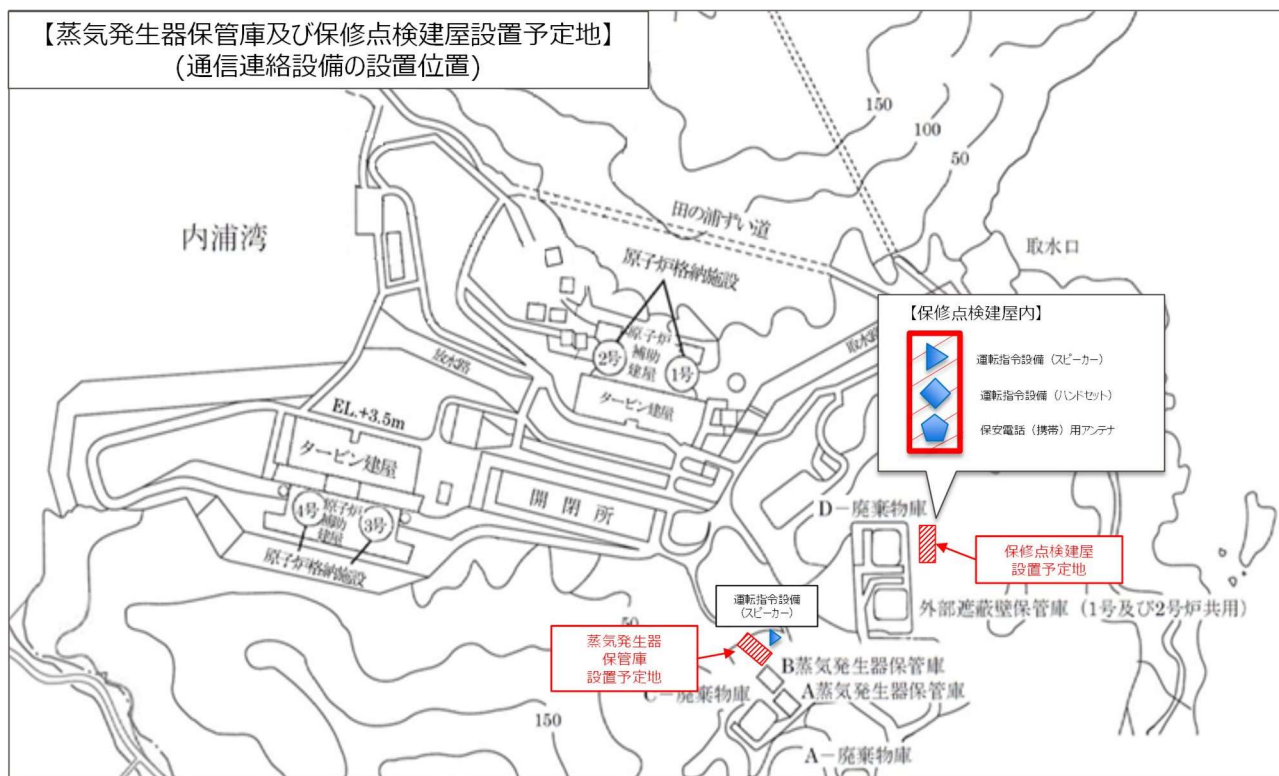 【蒸気発生器保管庫及び保修点検建屋設置予定地】
(通信連絡設備の設置位置)
150
100
50
内浦湾
田の浦ずい道
取水口
原子炉格納施設
【保修点検建屋内】
運転指令設備（スピーカー）
運転指令設備（ハンドセット）
保安電話（携帯）用アンテナ
取水路
放水路
原子炉
補助
建屋
2号
1号
タービン建屋
EL.+3.5m
タービン建屋
開閉所
4号
3号
原子炉
補助
建屋
原子炉格納施設
D－廃棄物庫
保修点検建屋
設置予定地
外部遮蔽壁保管庫（1号及び2号炉共用）
運転指令設備
（スピーカー）
50
蒸気発生器
保管庫
設置予定地
B蒸気発生器保管庫
A蒸気発生器保管庫
C－廃棄物庫
150
A－廃棄物庫